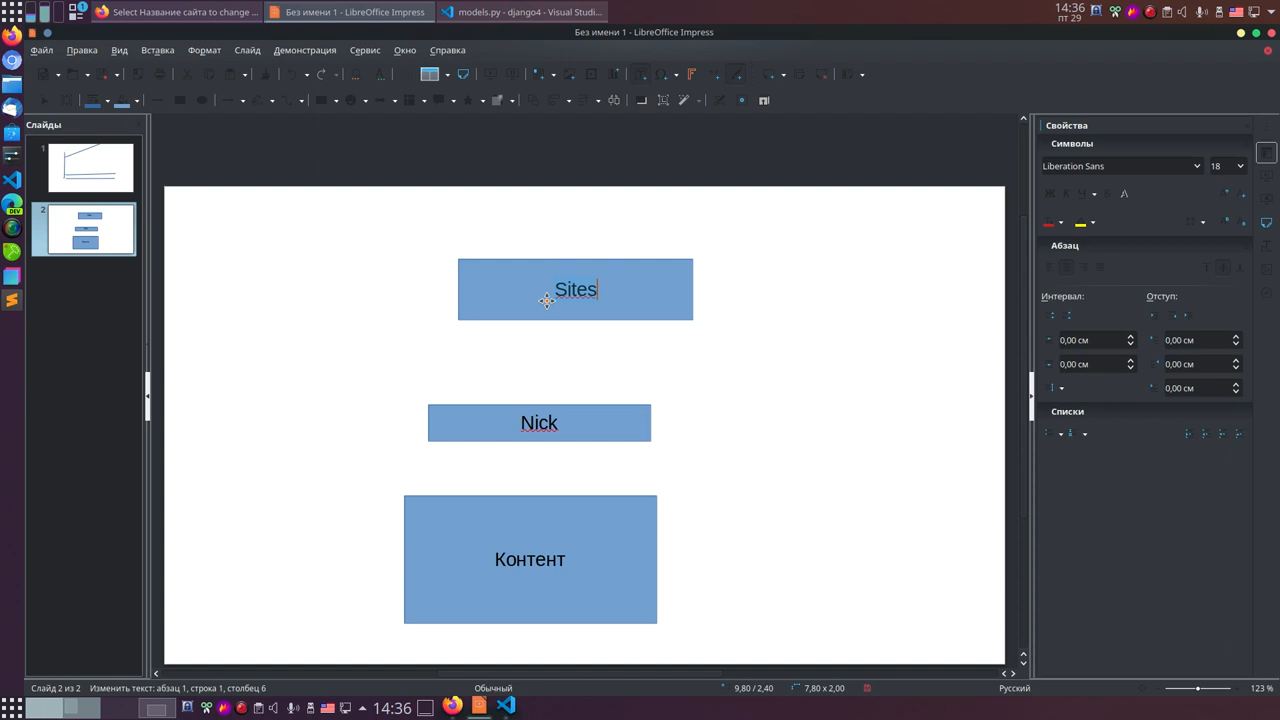 Select Название сайта to change ...
Без имени 1 - LibreOffice Impress
models.py - django4 - Visual Studi...
14:36
пт 29
1
Без имени 1 - LibreOffice Impress
Файл
Правка
Вид
Вставка
Формат
Слайд
Демонстрация
Сервис
Окно
Справка
Слайды
1
2
Sites
Nick
Контент
Свойства
Символы
Liberation Sans
18
Абзац
Интервал:
Отступ:
0,00 см
0,00 см
0,00 см
0,00 см
0,00 см
Списки
DEV
Слайд 2 из 2
Изменить текст: абзац 1, строка 1, столбец 6
Обычный
9,80 / 2,40
7,80 x 2,00
Русский
123 %
14:36